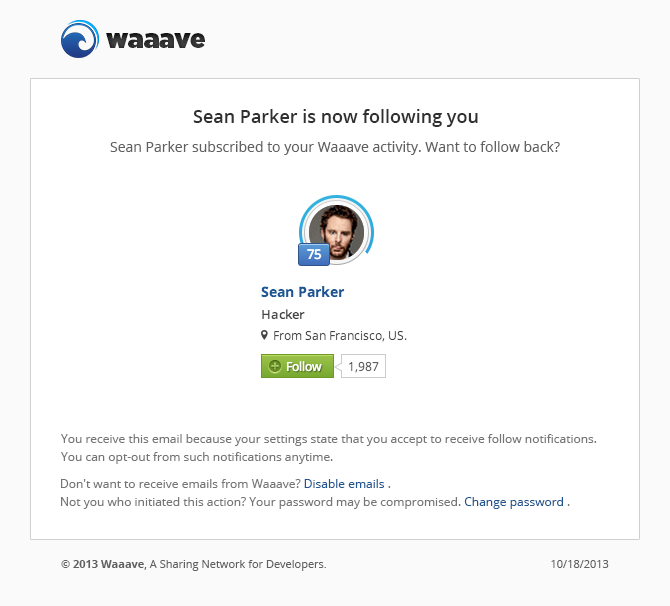 waaave
Sean Parker is now following you
Sean Parker subscribed to your Waaave activity. Want to follow back?
75
Sean Parker
Hacker
From San Francisco, US.
Follow 1,987
You receive this email because your settings state that you accept to receive follow notifications.
You can opt-out from such notifications anytime.
Don't want to receive emails from Waaave? Disable emails .
Not you who initiated this action? Your password may be compromised. Change password .
© 2013 Waaave, A Sharing Network for Developers. 10/18/2013